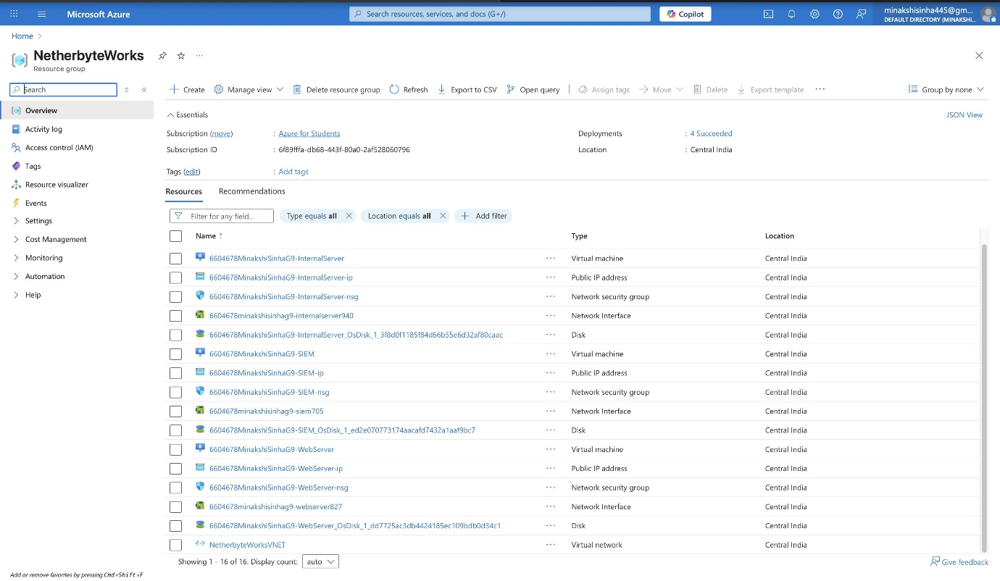 Microsoft Azure
Search resources, services, and docs (G+/)
Copilot
minakshisinha445@gm...
DEFAULT DIRECTORY (MINAKSHI...
Home
NetherbyteWorks
Resource group
Search
Create Manage view Delete resource group Refresh Export to CSV Open query Assign tags Move Delete Export template Group by none
Overview
Activity log
Access control (IAM)
Tags
Resource visualizer
Events
Settings
Cost Management
Monitoring
Automation
Help
Essentials
JSON View
Subscription (move) : Azure for Students
Deployments : 4 Succeeded
Subscription ID : 6f89fffa-db68-443f-80a0-2af528060796
Location : Central India
Tags (edit) : Add tags
Resources Recommendations
Filter for any field... Type equals all Location equals all Add filter
Name ↑ Type Location
6604678MinakshiSinhaG9-InternalServer ... Virtual machine Central India
6604678MinakshiSinhaG9-InternalServer-ip ... Public IP address Central India
6604678MinakshiSinhaG9-InternalServer-nsg ... Network security group Central India
6604678minakshisinhag9-internalserver940 ... Network Interface Central India
6604678MinakshiSinhaG9-InternalServer_OsDisk_1_3f8d0f1185f84d66b55e6d32af80caac ... Disk Central India
6604678MinakshiSinhaG9-SIEM ... Virtual machine Central India
6604678MinakshiSinhaG9-SIEM-ip ... Public IP address Central India
6604678MinakshiSinhaG9-SIEM-nsg ... Network security group Central India
6604678minakshisinhag9-siem705 ... Network Interface Central India
6604678MinakshiSinhaG9-SIEM_OsDisk_1_ed2e070773174aacafd7432a1aaf9bc7 ... Disk Central India
6604678MinakshiSinhaG9-WebServer ... Virtual machine Central India
6604678MinakshiSinhaG9-WebServer-ip ... Public IP address Central India
6604678MinakshiSinhaG9-WebServer-nsg ... Network security group Central India
6604678minakshisinhag9-webserver827 ... Network Interface Central India
6604678MinakshiSinhaG9-WebServer_OsDisk_1_dd7725ac3db4424185ec109bdb0d34c1 ... Disk Central India
NetherbyteWorksVNET ... Virtual network Central India
Showing 1 - 16 of 16. Display count: auto
Give feedback
Add or remove favorites by pressing Cmd+Shift+F